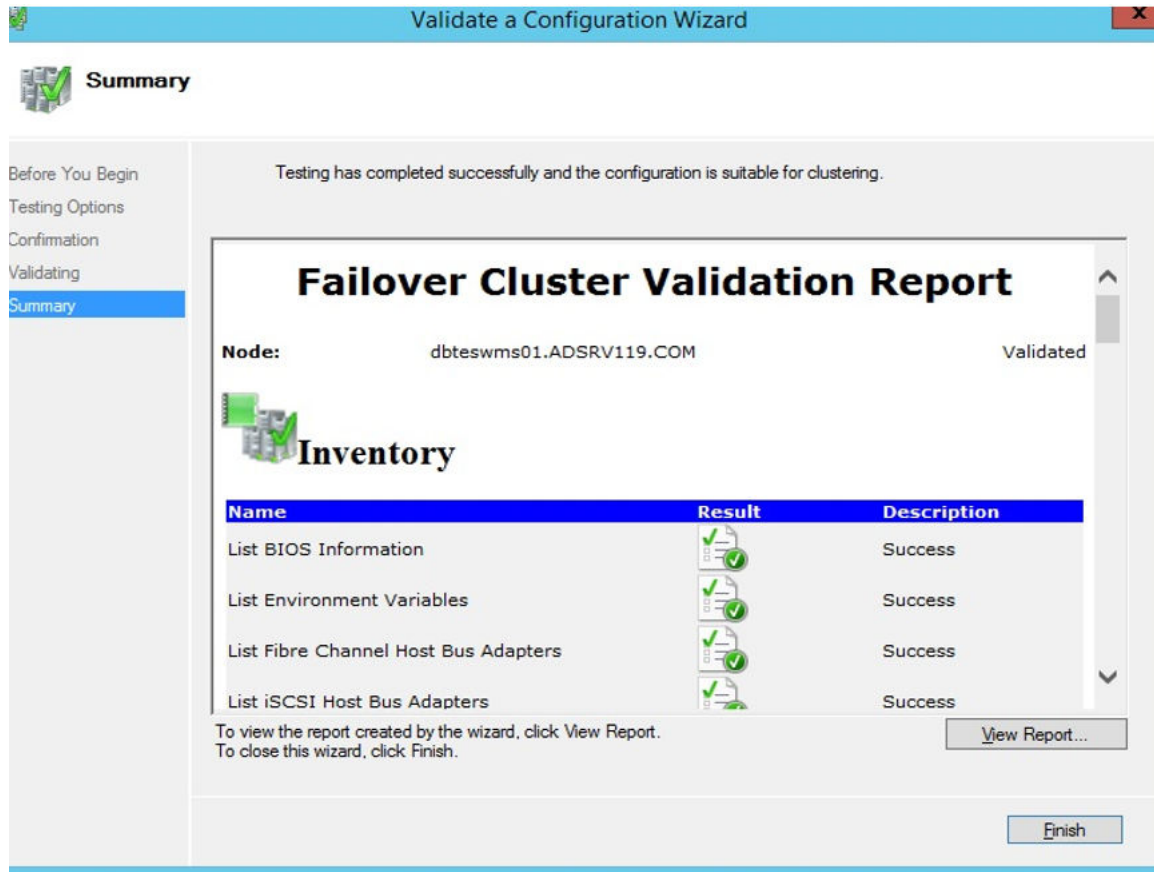 Validate a Configuration Wizard
x
Summary
Before You Begin
Testing Options
Confirmation
Validating
Summary
Testing has completed successfully and the configuration is suitable for clustering.
Failover Cluster Validation Report
Node: dbteswms01.ADSRV119.COM Validated
Inventory
Name Result Description
List BIOS Information Success
List Environment Variables Success
List Fibre Channel Host Bus Adapters Success
List iSCSI Host Bus Adapters Success
To view the report created by the wizard, click View Report.
To close this wizard, click Finish.
View Report...
Finish